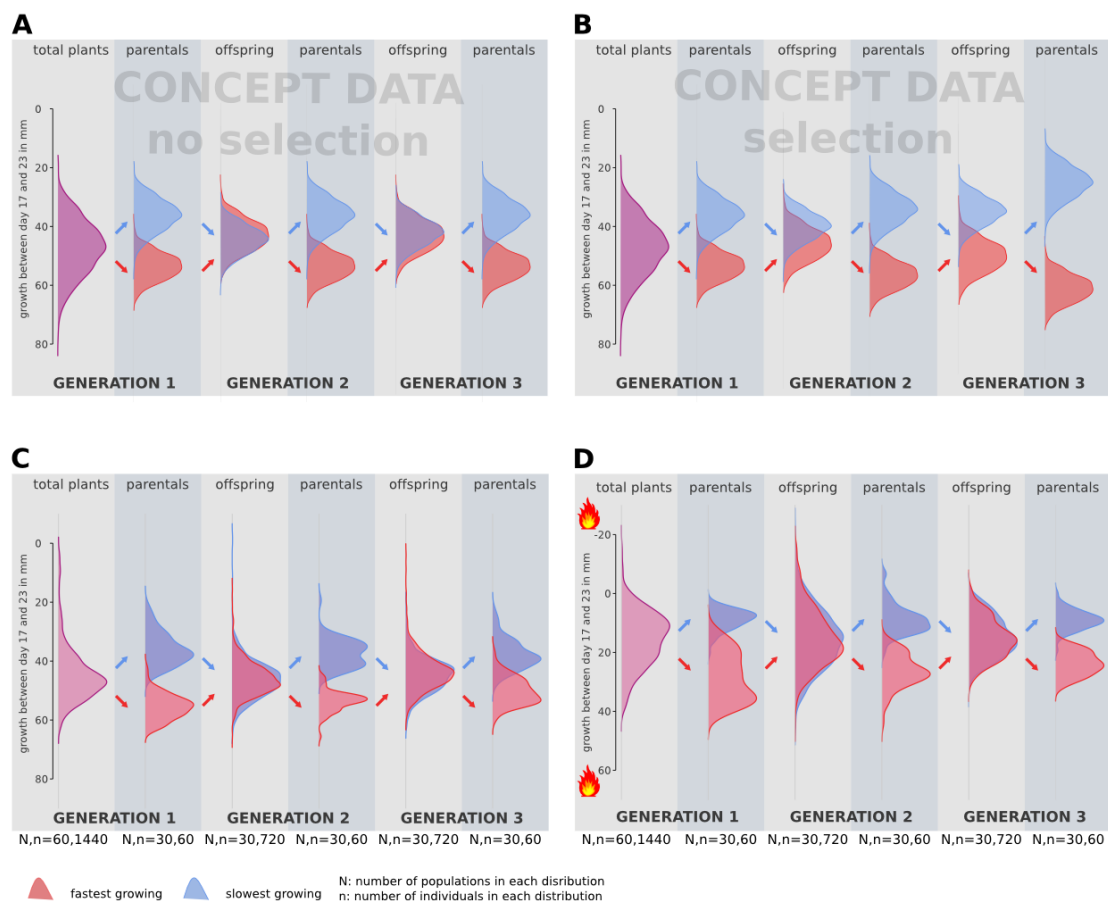 A
total plants parentals offspring parentals offspring parentals
CONCEPT DATA
no selection
growth between day 17 and 23 in mm
0
20
40
60
80
GENERATION 1 GENERATION 2 GENERATION 3
B
total plants parentals offspring parentals offspring parentals
CONCEPT DATA
selection
growth between day 17 and 23 in mm
0
20
40
60
80
GENERATION 1 GENERATION 2 GENERATION 3
C
total plants parentals offspring parentals offspring parentals
growth between day 17 and 23 in mm
0
20
40
60
80
GENERATION 1 GENERATION 2 GENERATION 3
N,n=60,1440 N,n=30,60 N,n=30,720 N,n=30,60 N,n=30,720 N,n=30,60
D
total plants parentals offspring parentals offspring parentals
growth between day 17 and 23 in mm
-20
0
20
40
60
GENERATION 1 GENERATION 2 GENERATION 3
N,n=60,1440 N,n=30,60 N,n=30,720 N,n=30,60 N,n=30,720 N,n=30,60
fastest growing slowest growing
N: number of populations in each disribution
n: number of individuals in each distribution